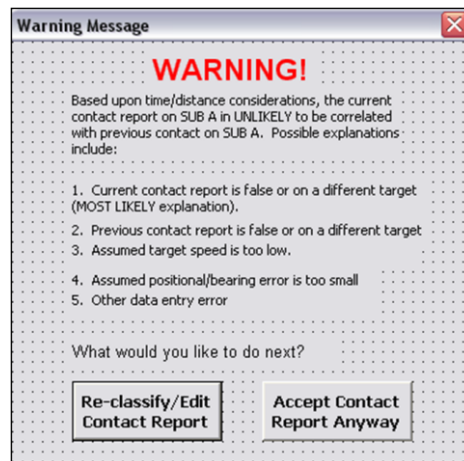 Warning Message
WARNING!
Based upon time/distance considerations, the current
contact report on SUB A in UNLIKELY to be correlated
with previous contact on SUB A. Possible explanations
include:
1. Current contact report is false or on a different target
(MOST LIKELY explanation).
2. Previous contact report is false or on a different target
3. Assumed target speed is too low.
4. Assumed positional/bearing error is too small
5. Other data entry error
What would you like to do next?
Re-classify/Edit
Contact Report
Accept Contact
Report Anyway